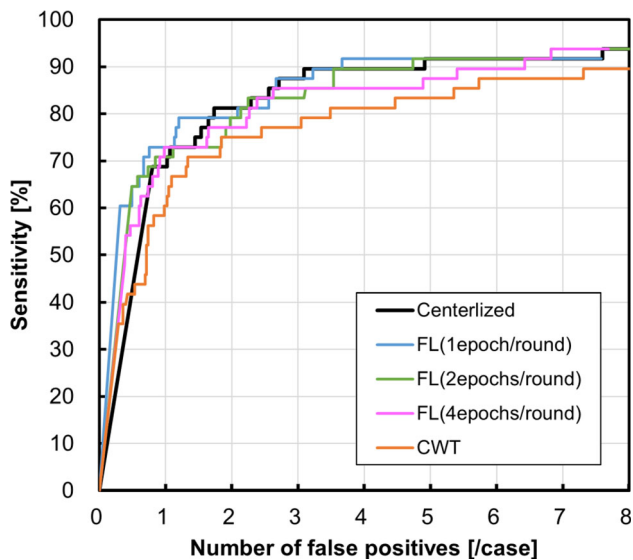 100
90
80
70
60
50
40
30
20
10
0
Sensitivity [%]
Centerlized
FL(1epoch/round)
FL(2epochs/round)
FL(4epochs/round)
CWT
0 1 2 3 4 5 6 7 8
Number of false positives [/case]